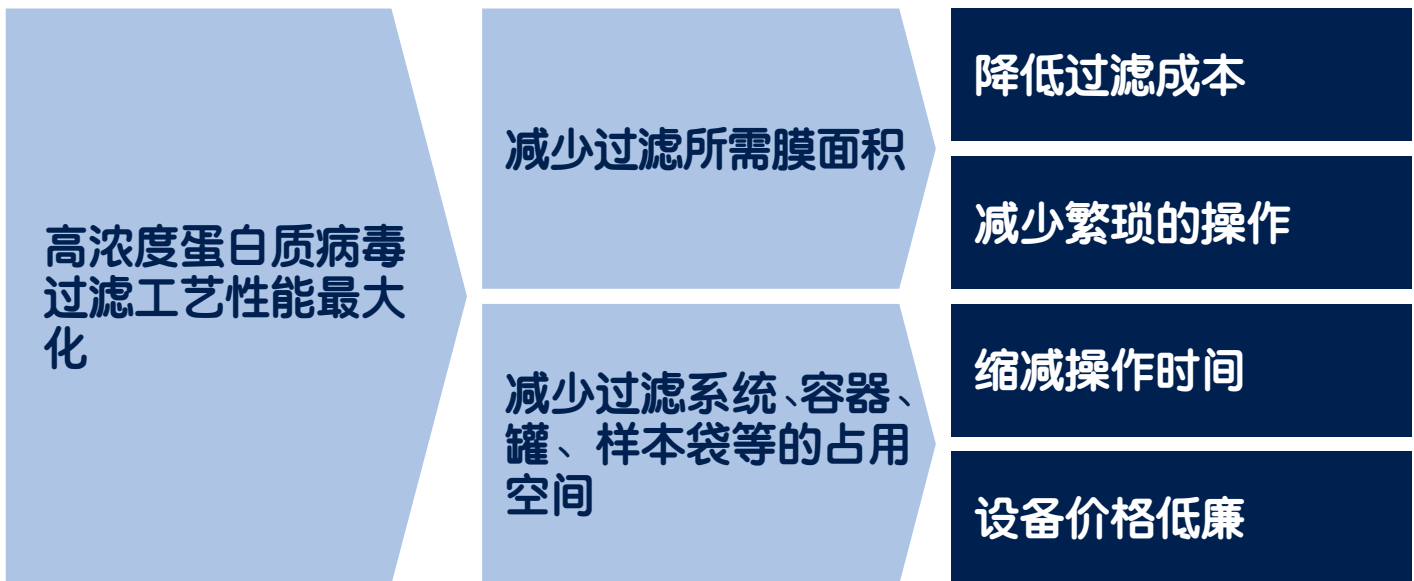 高浓度蛋白质病毒
过滤工艺性能最大
化
减少过滤所需膜面积
减少过滤系统、容器、
罐、样本袋等的占用
空间
降低过滤成本
减少繁琐的操作
缩减操作时间
设备价格低廉